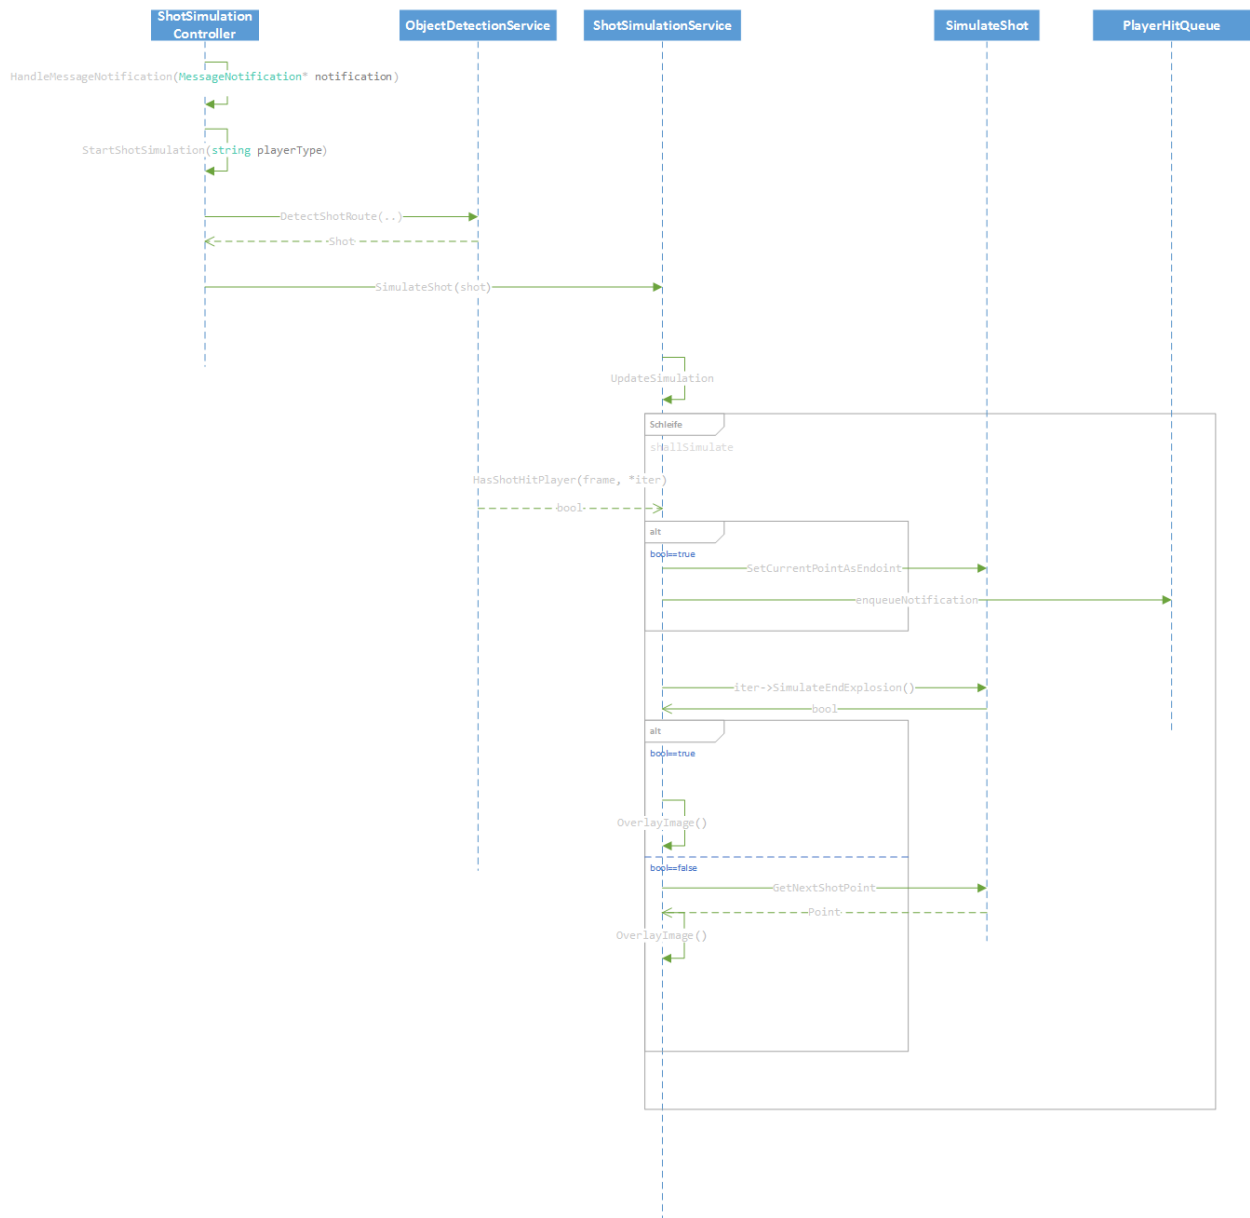 ShotSimulation
Controller
ObjectDetectionService
ShotSimulationService
SimulateShot
PlayerHitQueue
HandleMessageNotification(MessageNotification* notification)
StartShotSimulation(string playerType)
DetectShotRoute(..)
Shot
SimulateShot(shot)
UpdateSimulation
Schleife
shallSimulate
HasShotHitPlayer(frame, *iter)
bool
alt
bool==true
SetCurrentPointAsEndoint
enqueueNotification
iter->SimulateEndExplosion()
bool
alt
bool==true
OverlayImage()
bool==false
GetNextShotPoint
Point
OverlayImage()